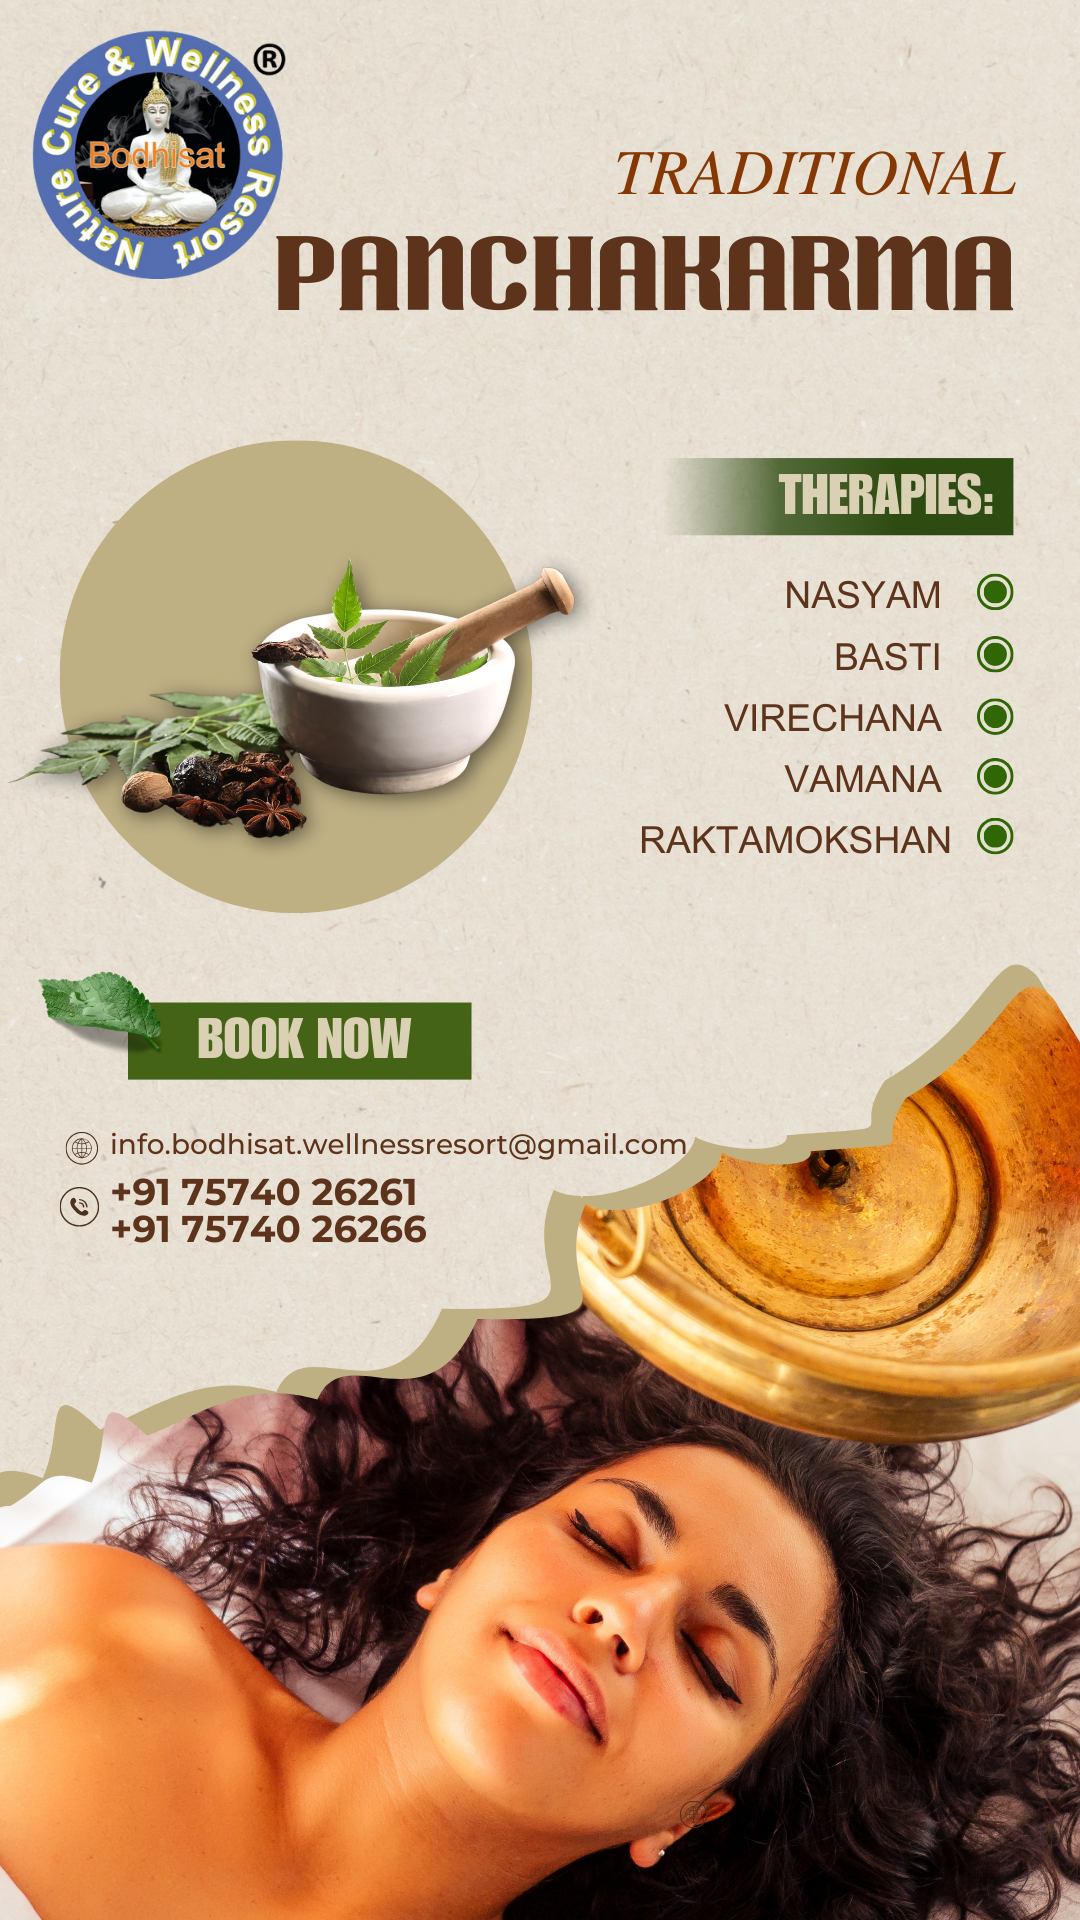 Nature Cure & Wellness Resort
®
Bodhisat
TRADITIONAL
PANCHAKARMA
THERAPIES:
NASYAM
BASTI
VIRECHANA
VAMANA
RAKTAMOKSHAN
BOOK NOW
info.bodhisat.wellnessresort@gmail.com
+91 75740 26261
+91 75740 26266